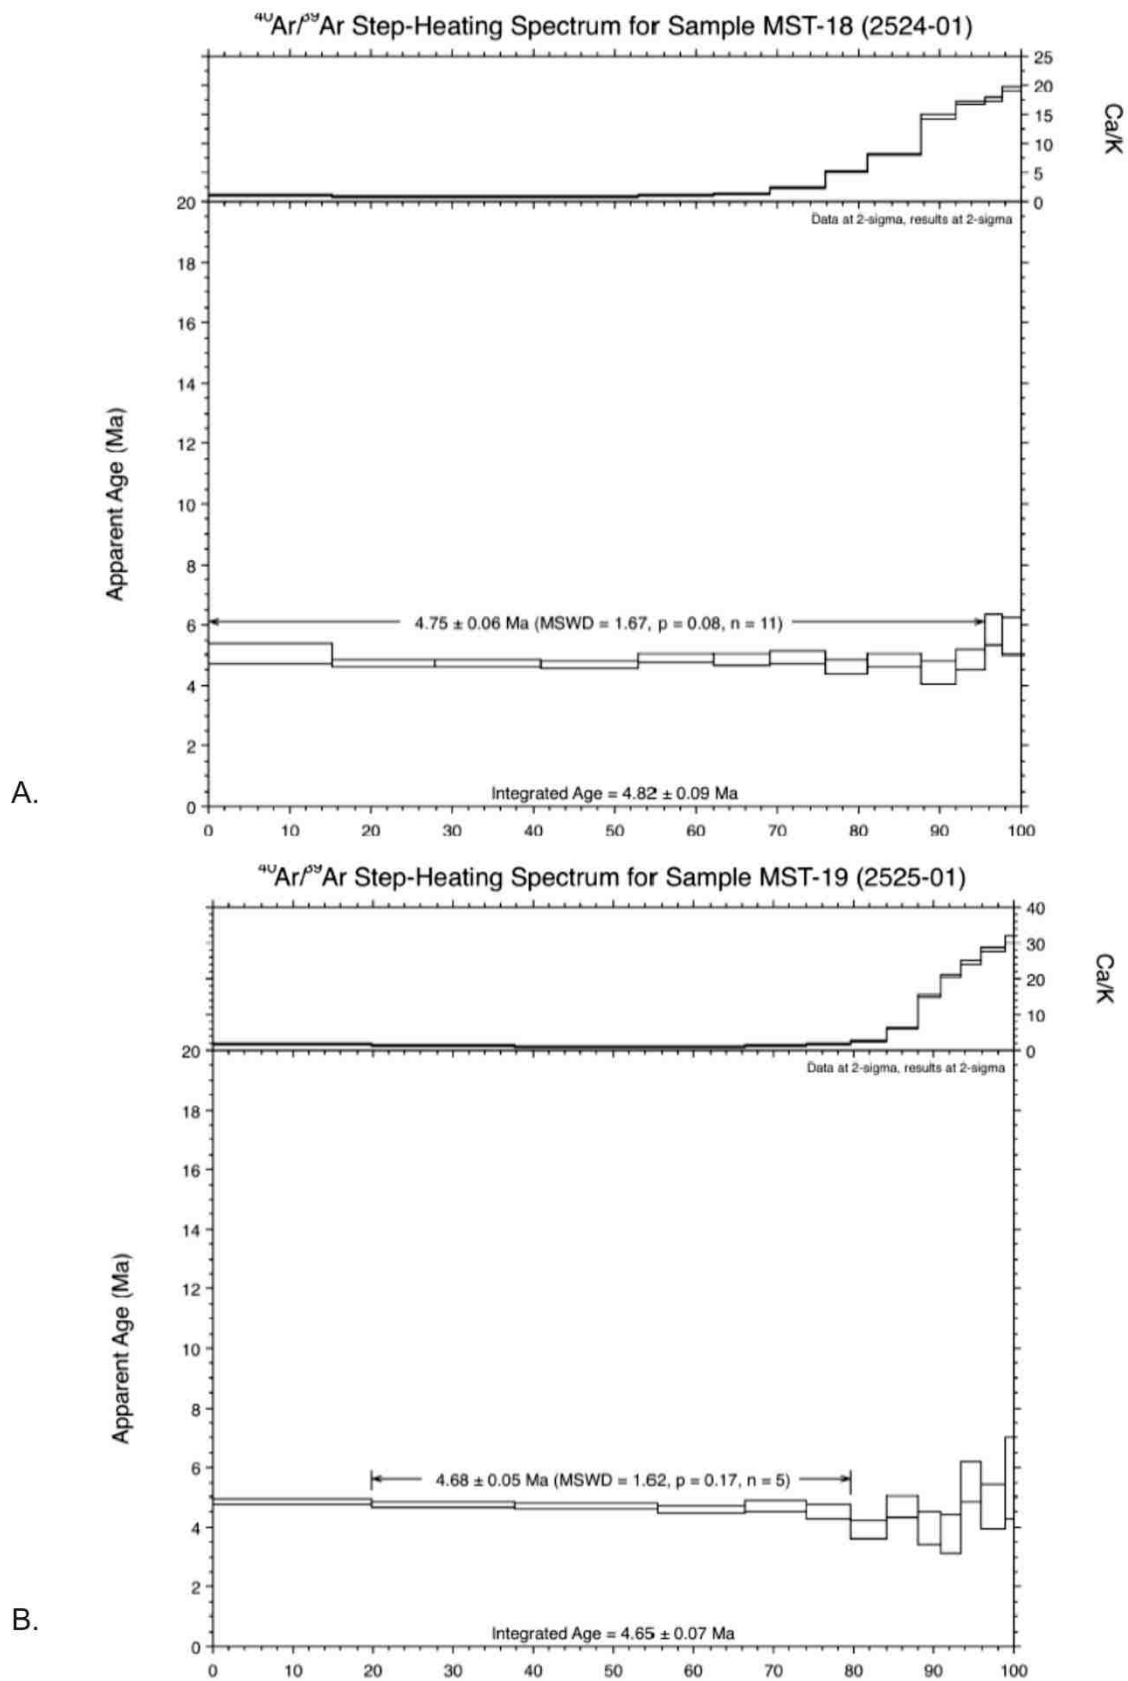 ⁴⁰Ar/³⁹Ar Step-Heating Spectrum for Sample MST-18 (2524-01)
25
20
15
10
5
0
Ca/K
Data at 2-sigma, results at 2-sigma
20
18
16
14
12
10
8
6
4
2
0
Apparent Age (Ma)
4.75 ± 0.06 Ma (MSWD = 1.67, p = 0.08, n = 11)
Integrated Age = 4.82 ± 0.09 Ma
A.
0 10 20 30 40 50 60 70 80 90 100
⁴⁰Ar/³⁹Ar Step-Heating Spectrum for Sample MST-19 (2525-01)
40
30
20
10
0
Ca/K
Data at 2-sigma, results at 2-sigma
20
18
16
14
12
10
8
6
4
2
0
Apparent Age (Ma)
4.68 ± 0.05 Ma (MSWD = 1.62, p = 0.17, n = 5)
Integrated Age = 4.65 ± 0.07 Ma
B.
0 10 20 30 40 50 60 70 80 90 100